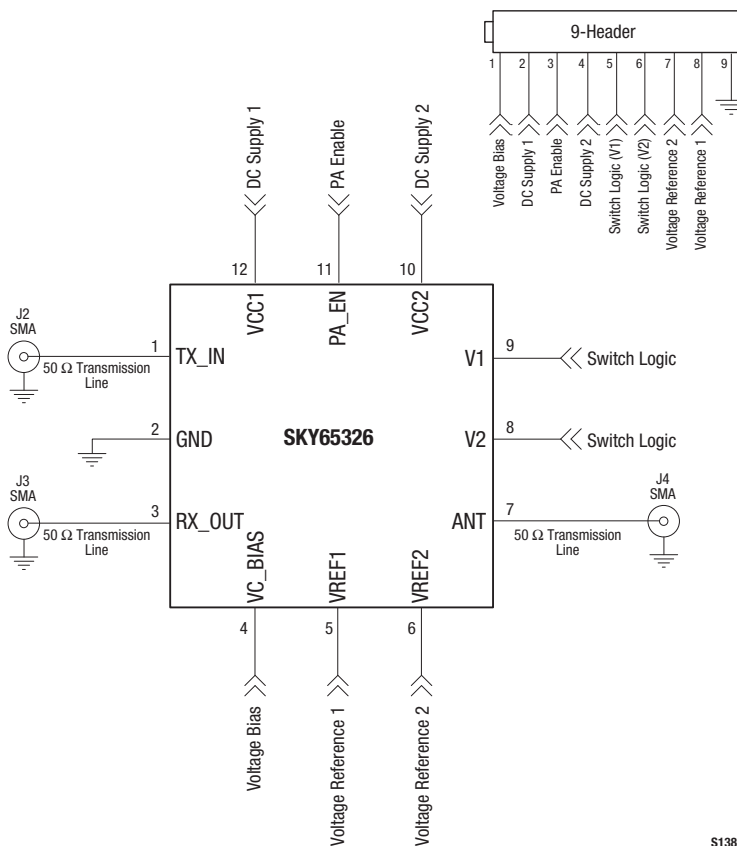 9-Header
1 2 3 4 5 6 7 8 9
Voltage Bias
DC Supply 1
PA Enable
DC Supply 2
Switch Logic (V1)
Switch Logic (V2)
Voltage Reference 2
Voltage Reference 1
DC Supply 1
PA Enable
DC Supply 2
12
11
10
VCC1
PA_EN
VCC2
J2
SMA
50 Ω Transmission
Line
1
TX_IN
2
GND
J3
SMA
50 Ω Transmission
Line
3
RX_OUT
SKY65326
V1
9
Switch Logic
V2
8
Switch Logic
ANT
7
50 Ω Transmission
Line
J4
SMA
VC_BIAS
VREF1
VREF2
4
5
6
Voltage Bias
Voltage Reference 1
Voltage Reference 2
S138